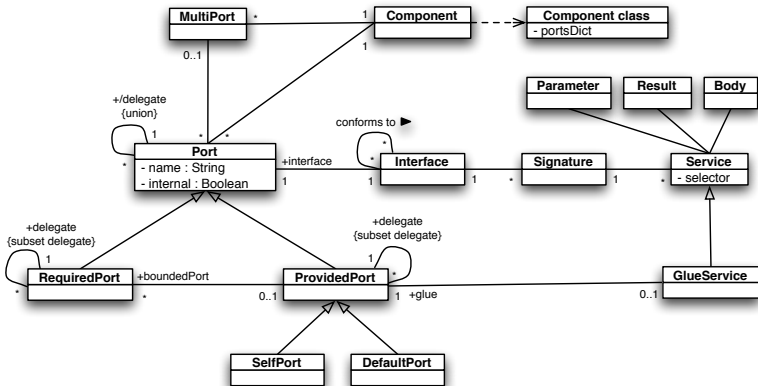 MultiPort
*
1
Component
Component class
- portsDict
0..1
1
+/delegate
{union}
1
*
*
*
Parameter
Result
Body
conforms to ►
*
*
Port
- name : String
- internal : Boolean
+interface
1
1
Interface
1
*
Signature
1
*
Service
- selector
+delegate
{subset delegate}
1
*
+delegate
{subset delegate}
1
*
RequiredPort
+boundedPort
*
0..1
ProvidedPort
1
+glue
0..1
GlueService
SelfPort
DefaultPort